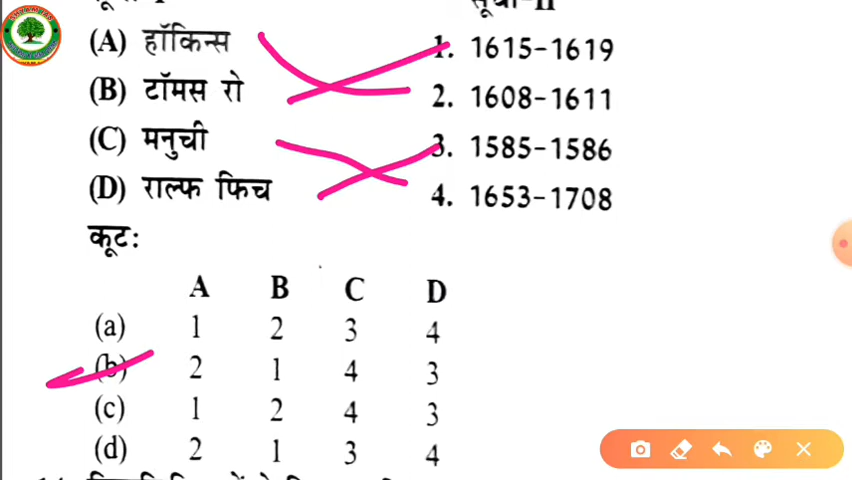 (A) हॉकिन्स 1. 1615-1619
(B) टॉमस रो 2. 1608-1611
(C) मनुची 3. 1585-1586
(D) राल्फ फिच 4. 1653-1708
कूटः
A B C D
(a) 1 2 3 4
(b) 2 1 4 3
(c) 1 2 4 3
(d) 2 1 3 4